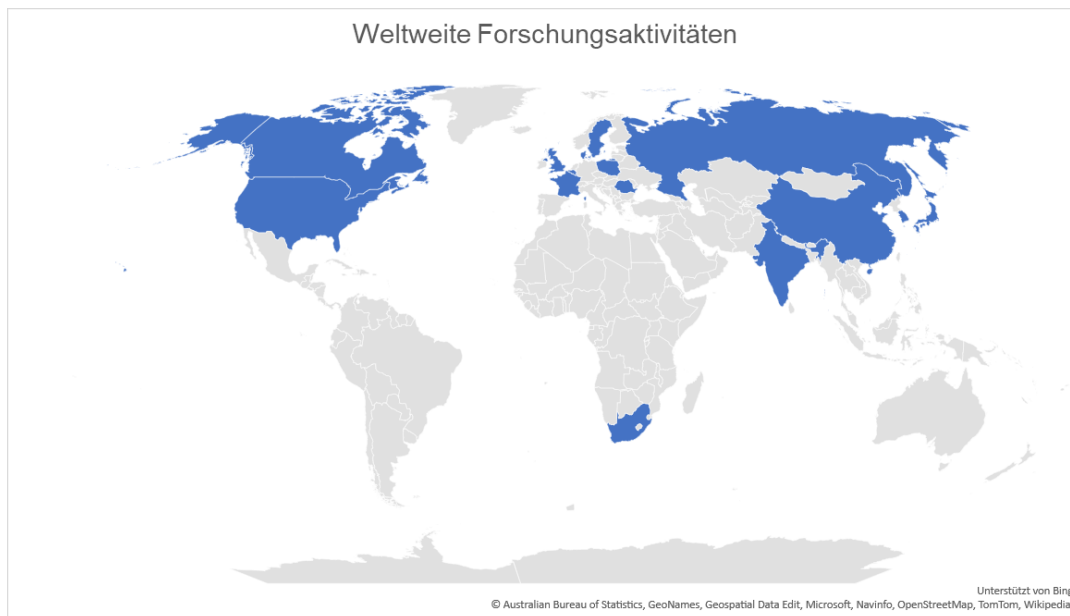 Weltweite Forschungsaktivitäten
Unterstützt von Bing
© Australian Bureau of Statistics, GeoNames, Geospatial Data Edit, Microsoft, Navinfo, OpenStreetMap, TomTom, Wikipedia